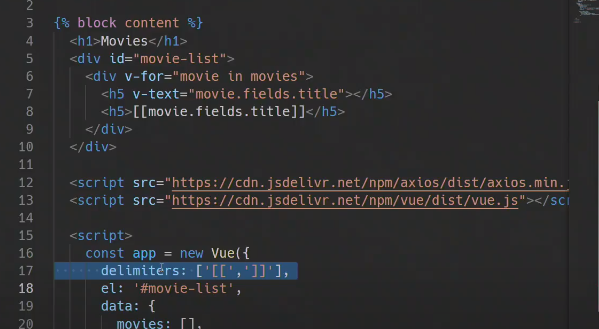 2
3 {% block content %}
4 <h1>Movies</h1>
5 <div id="movie-list">
6 <div v-for="movie in movies">
7 <h5 v-text="movie.fields.title"></h5>
8 <h5>[[movie.fields.title]]</h5>
9 </div>
10 </div>
11
12 <script src="https://cdn.jsdelivr.net/npm/axios/dist/axios.min.
13 <script src="https://cdn.jsdelivr.net/npm/vue/dist/vue.js"></scr
14
15 <script>
16 const app = new Vue({
17 delimiters: ['[[',']]'],
18 el: '#movie-list',
19 data: {
20 movies: [],